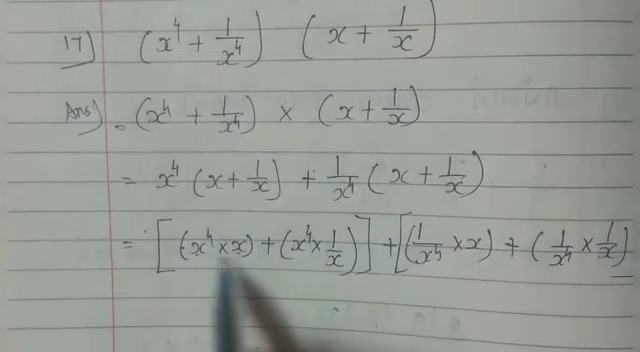 17) (x⁴ + 1/x⁴) (x + 1/x)
Ans) = (x⁴ + 1/x⁴) × (x + 1/x)
= x⁴ (x + 1/x) + 1/x⁴ (x + 1/x)
= [(x⁴ × x) + (x⁴ × 1/x)] + [(1/x⁴ × x) + (1/x⁴ × 1/x)